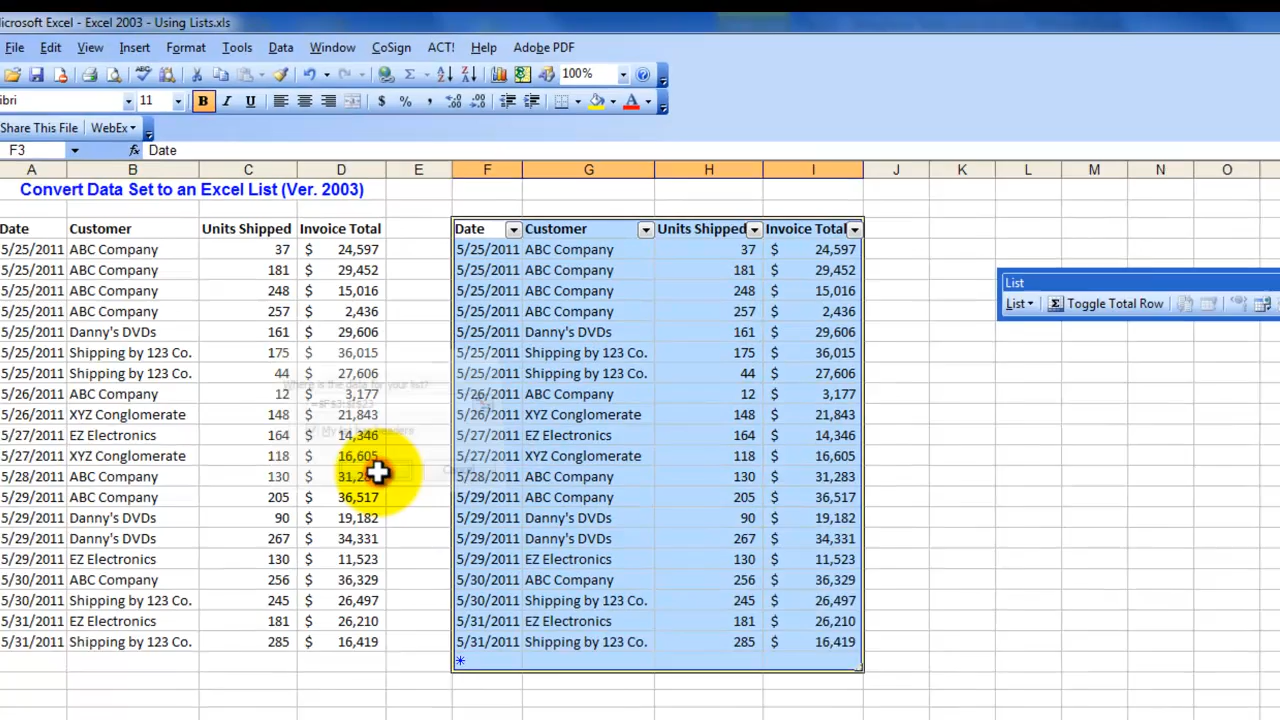 Microsoft Excel - Excel 2003 - Using Lists.xls
File Edit View Insert Format Tools Data Window CoSign ACT! Help Adobe PDF
100%
11 B I U $ % ,
Share This File WebEx
F3 fx Date
A B C D E F G H I J K L M N O
Convert Data Set to an Excel List (Ver. 2003)
Date Customer Units Shipped Invoice Total Date Customer Units Shipped Invoice Total
5/25/2011 ABC Company 37 $ 24,597 5/25/2011 ABC Company 37 $ 24,597
5/25/2011 ABC Company 181 $ 29,452 5/25/2011 ABC Company 181 $ 29,452
5/25/2011 ABC Company 248 $ 15,016 5/25/2011 ABC Company 248 $ 15,016
5/25/2011 ABC Company 257 $ 2,436 5/25/2011 ABC Company 257 $ 2,436
5/25/2011 Danny's DVDs 161 $ 29,606 5/25/2011 Danny's DVDs 161 $ 29,606
5/25/2011 Shipping by 123 Co. 175 $ 36,015 5/25/2011 Shipping by 123 Co. 175 $ 36,015
5/25/2011 Shipping by 123 Co. 44 $ 27,606 5/25/2011 Shipping by 123 Co. 44 $ 27,606
5/26/2011 ABC Company 12 $ 3,177 5/26/2011 ABC Company 12 $ 3,177
5/26/2011 XYZ Conglomerate 148 $ 21,843 5/26/2011 XYZ Conglomerate 148 $ 21,843
5/27/2011 EZ Electronics 164 $ 14,346 5/27/2011 EZ Electronics 164 $ 14,346
5/27/2011 XYZ Conglomerate 118 $ 16,605 5/27/2011 XYZ Conglomerate 118 $ 16,605
5/28/2011 ABC Company 130 $ 5/28/2011 ABC Company 130 $ 31,283
5/29/2011 ABC Company 205 $ 36,517 5/29/2011 ABC Company 205 $ 36,517
5/29/2011 Danny's DVDs 90 $ 19,182 5/29/2011 Danny's DVDs 90 $ 19,182
5/29/2011 Danny's DVDs 267 $ 34,331 5/29/2011 Danny's DVDs 267 $ 34,331
5/29/2011 EZ Electronics 130 $ 11,523 5/29/2011 EZ Electronics 130 $ 11,523
5/30/2011 ABC Company 256 $ 36,329 5/30/2011 ABC Company 256 $ 36,329
5/30/2011 Shipping by 123 Co. 245 $ 26,497 5/30/2011 Shipping by 123 Co. 245 $ 26,497
5/31/2011 EZ Electronics 181 $ 26,210 5/31/2011 EZ Electronics 181 $ 26,210
5/31/2011 Shipping by 123 Co. 285 $ 16,419 5/31/2011 Shipping by 123 Co. 285 $ 16,419
Where is the data for your list?
My list has headers
List
List Σ Toggle Total Row